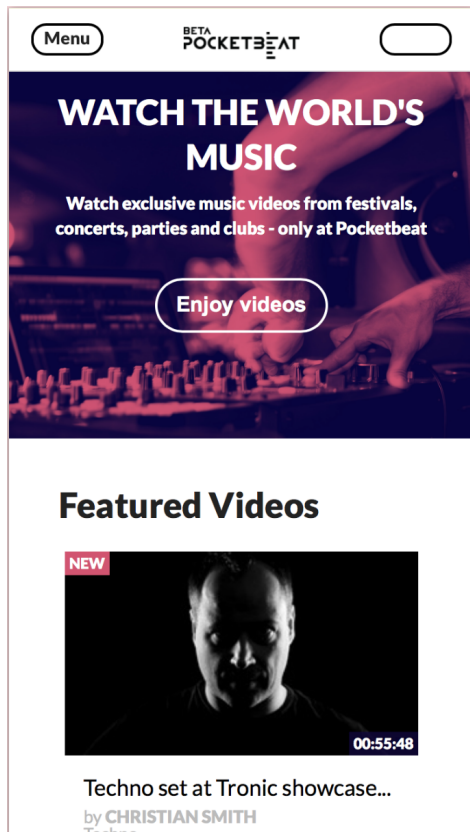 Menu
BETA
POCKETBEAT
WATCH THE WORLD'S
MUSIC
Watch exclusive music videos from festivals,
concerts, parties and clubs - only at Pocketbeat
Enjoy videos
Featured Videos
NEW
00:55:48
Techno set at Tronic showcase...
by CHRISTIAN SMITH
Techno